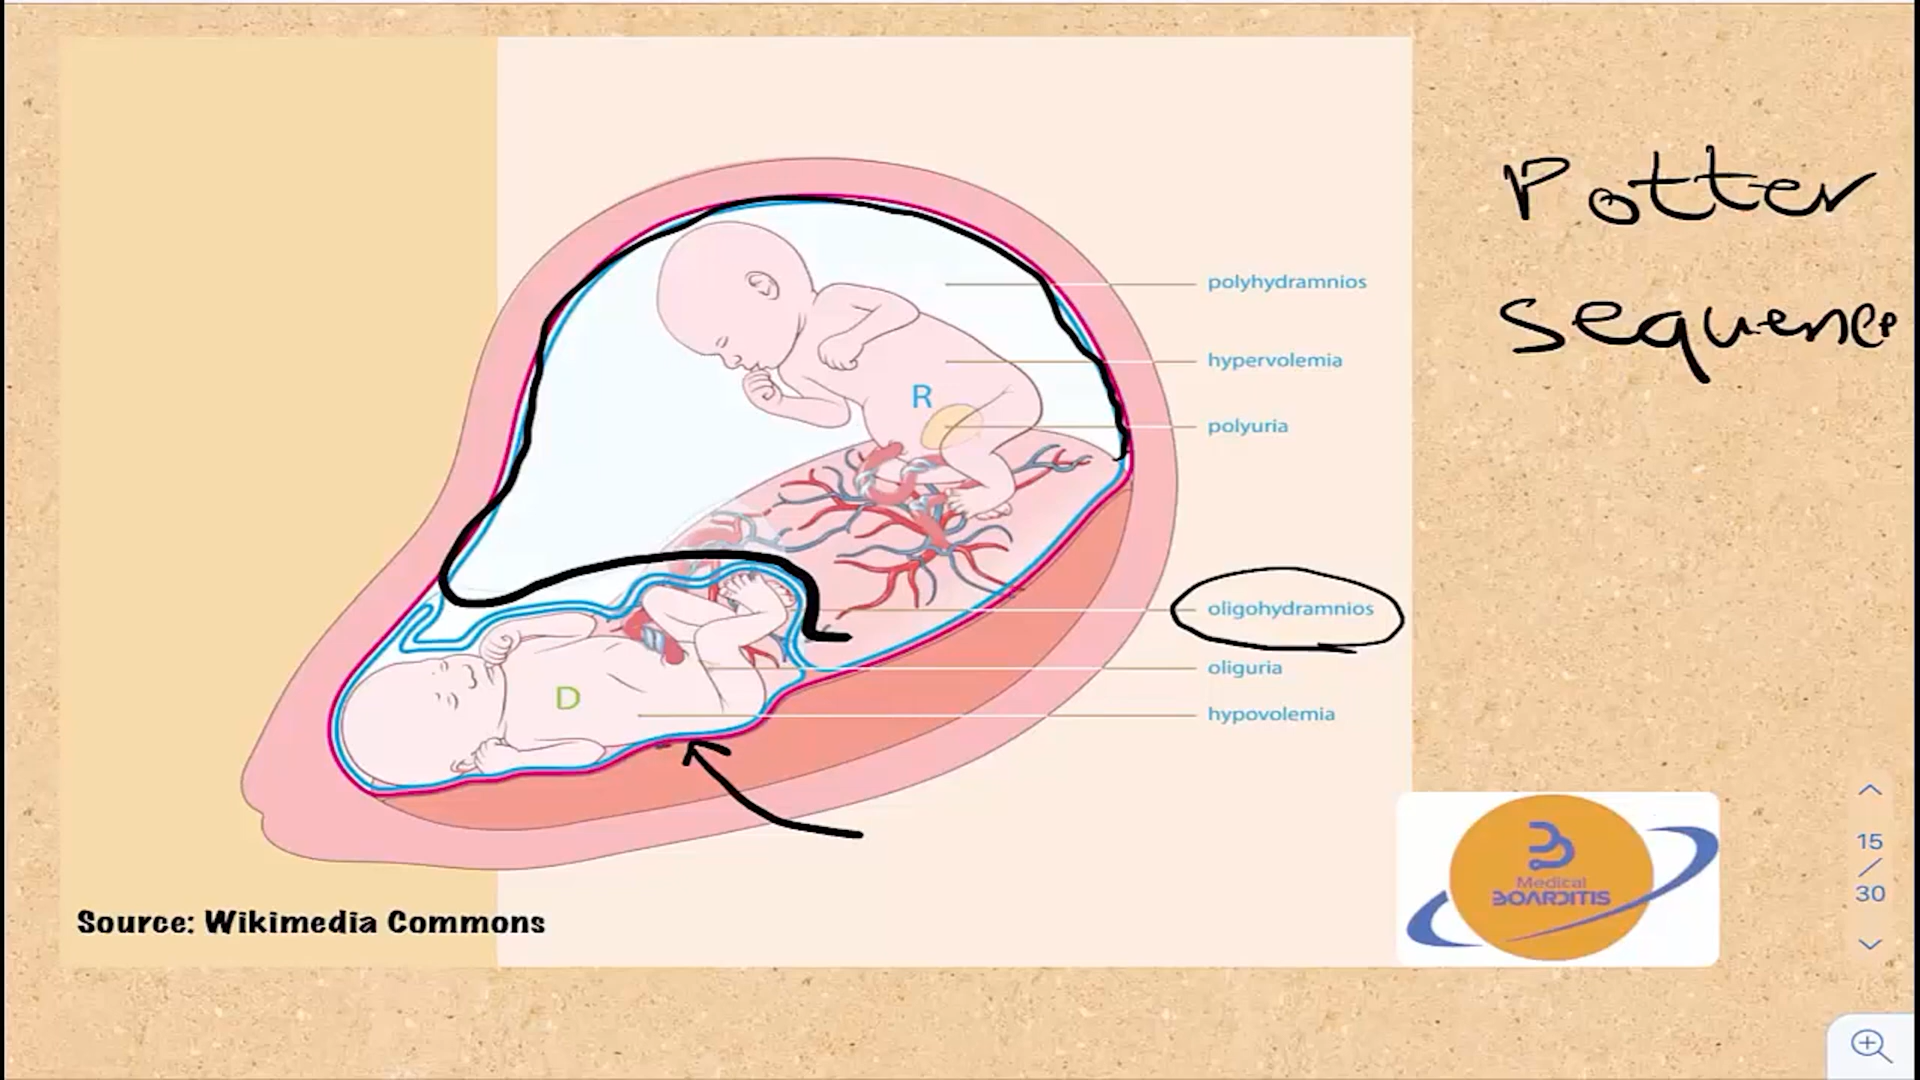 Potter
sequence
polyhydramnios
hypervolemia
R
polyuria
oligohydramnios
oliguria
D
hypovolemia
Medical
BOARDITIS
15
/
30
Source: Wikimedia Commons